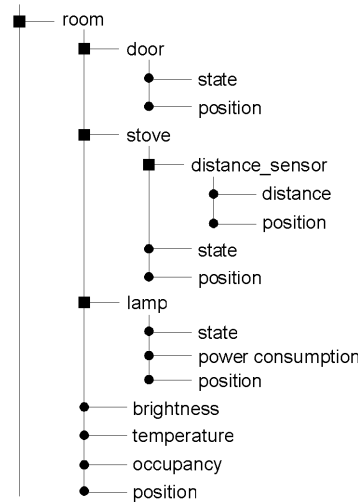 room
door
state
position
stove
distance_sensor
distance
position
state
position
lamp
state
power consumption
position
brightness
temperature
occupancy
position